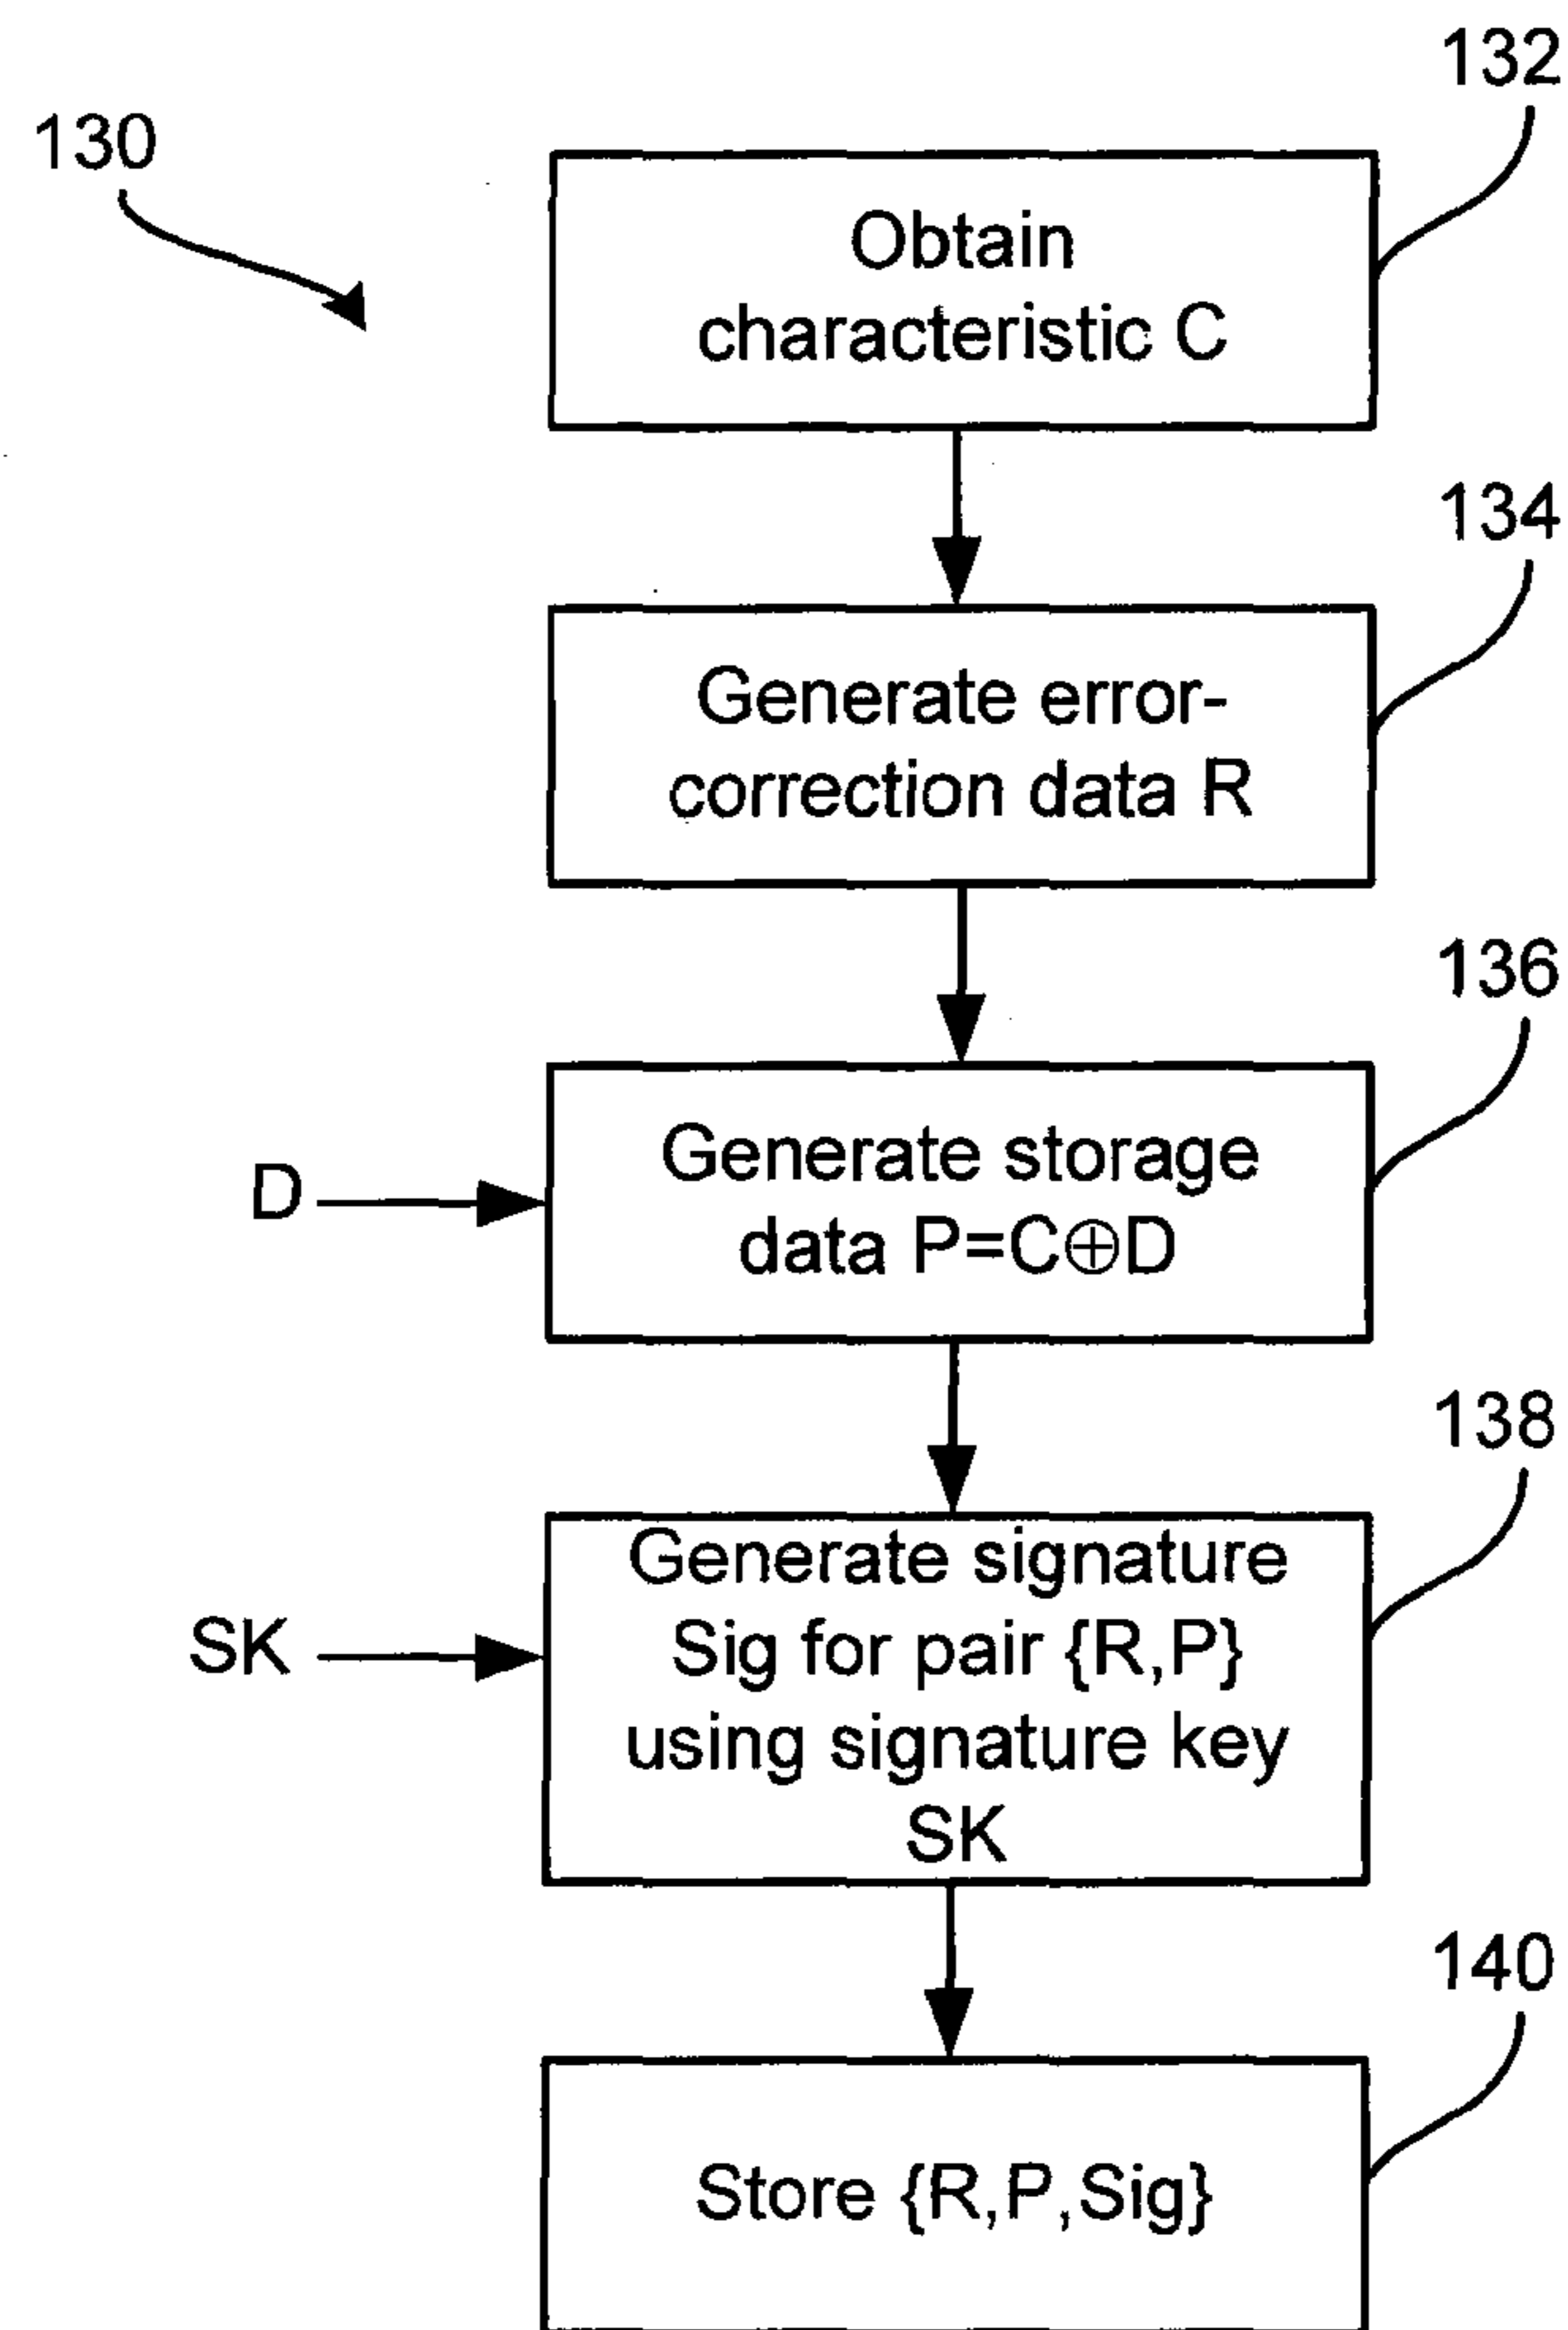 132
130
Obtain
characteristic C
134
Generate error-
correction data R
136
Generate storage
data P=C⊕D
D
138
Generate signature
Sig for pair {R,P}
using signature key
SK
SK
140
Store {R,P,Sig}